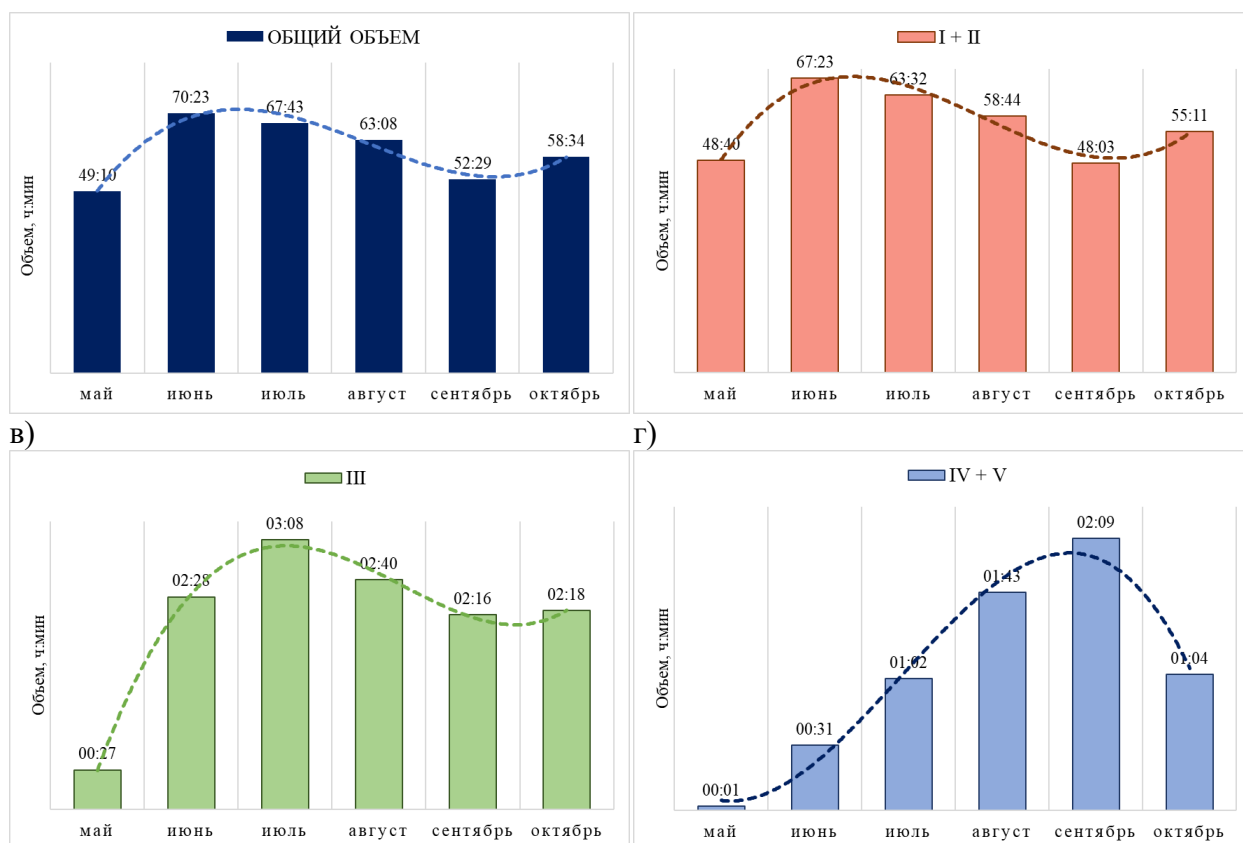 ОБЩИЙ ОБЪЕМ
Объем, ч:мин
49:10
70:23
67:43
63:08
52:29
58:34
май июнь июль август сентябрь октябрь
I + II
Объем, ч:мин
48:40
67:23
63:32
58:44
48:03
55:11
май июнь июль август сентябрь октябрь
в)
III
Объем, ч:мин
00:27
02:28
03:08
02:40
02:16
02:18
май июнь июль август сентябрь октябрь
г)
IV + V
Объем, ч:мин
00:01
00:31
01:02
01:43
02:09
01:04
май июнь июль август сентябрь октябрь